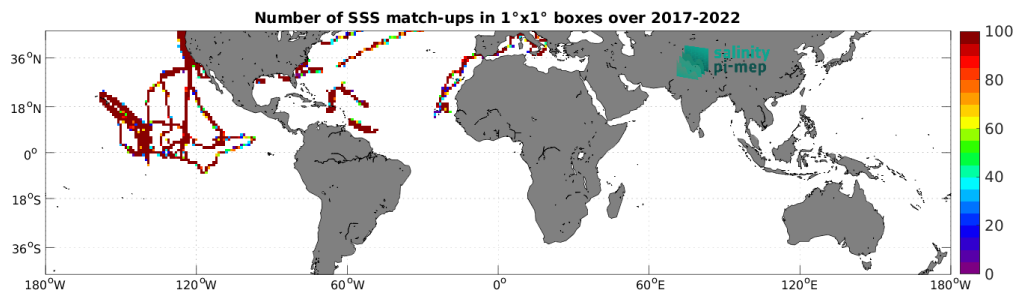 Number of SSS match-ups in 1°x1° boxes over 2017-2022
salinity
pi-mep
36°N
18°N
0°
18°S
36°S
180°W
120°W
60°W
0°
60°E
120°E
180°W
100
80
60
40
20
0